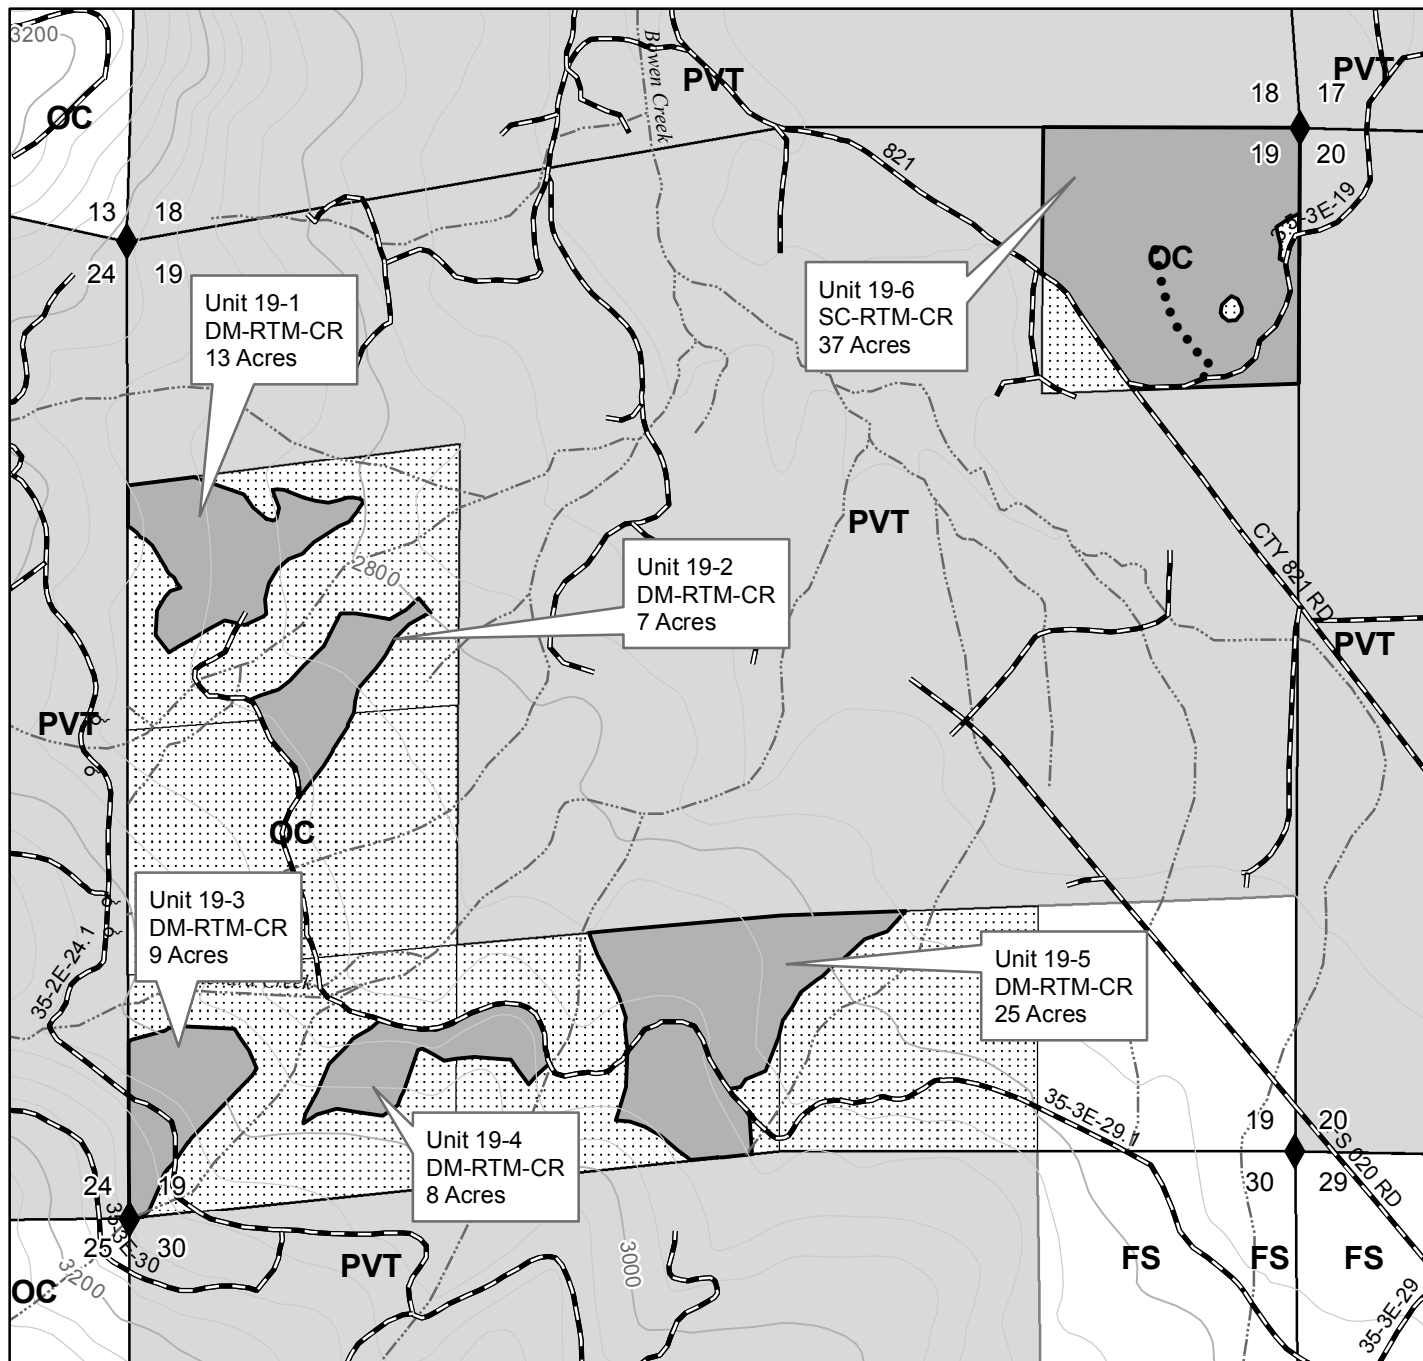 3200
OC
Bowen Creek
PVT
PVT
18
17
19
20
821
35-3E-19
13
18
24
19
Unit 19-1
DM-RTM-CR
13 Acres
Unit 19-6
SC-RTM-CR
37 Acres
OC
2800
PVT
Unit 19-2
DM-RTM-CR
7 Acres
CTY 821 RD
PVT
PVT
OC
Unit 19-3
DM-RTM-CR
9 Acres
35-2E-24.1
Creek
Unit 19-5
DM-RTM-CR
25 Acres
Unit 19-4
DM-RTM-CR
8 Acres
35-3E-29.1
19
20
30
29
FS 020 RD
24
19
25
30
35-3E-30
3200
OC
PVT
3000
FS
FS
FS
35-3E-29